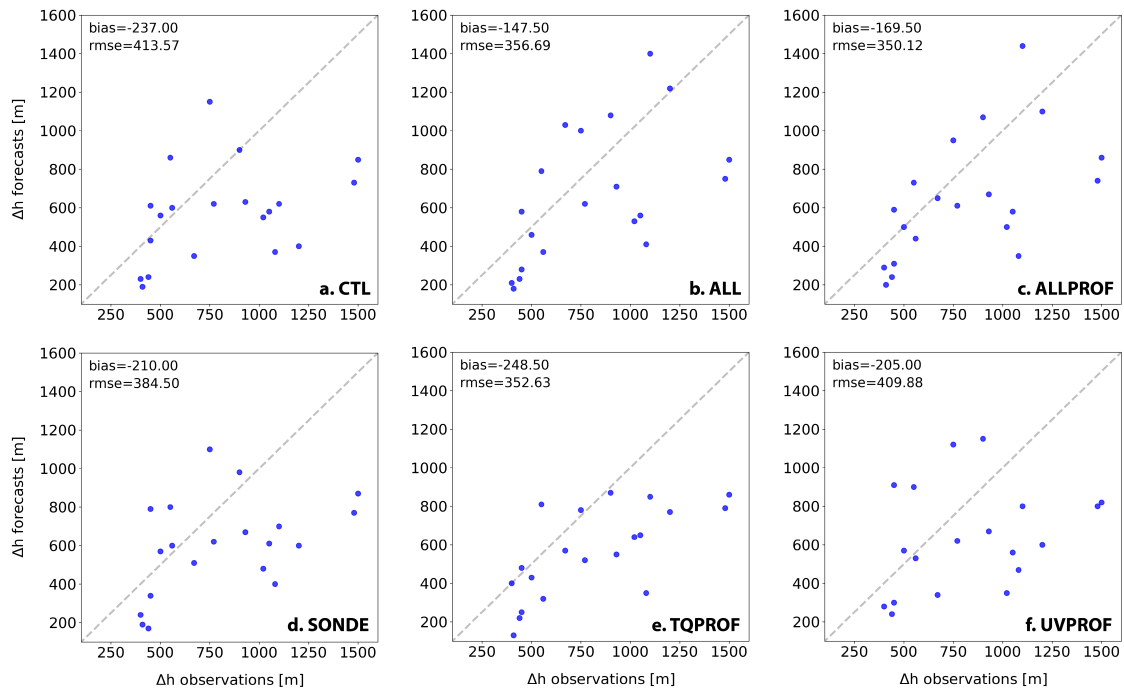 bias=-237.00
rmse=413.57
1600
1400
1200
1000
800
600
400
200
250 500 750 1000 1250 1500
Δh forecasts [m]
a. CTL
bias=-147.50
rmse=356.69
1600
1400
1200
1000
800
600
400
200
250 500 750 1000 1250 1500
b. ALL
bias=-169.50
rmse=350.12
1600
1400
1200
1000
800
600
400
200
250 500 750 1000 1250 1500
c. ALLPROF
bias=-210.00
rmse=384.50
1600
1400
1200
1000
800
600
400
200
250 500 750 1000 1250 1500
Δh forecasts [m]
Δh observations [m]
d. SONDE
bias=-248.50
rmse=352.63
1600
1400
1200
1000
800
600
400
200
250 500 750 1000 1250 1500
Δh observations [m]
e. TQPROF
bias=-205.00
rmse=409.88
1600
1400
1200
1000
800
600
400
200
250 500 750 1000 1250 1500
Δh observations [m]
f. UVPROF